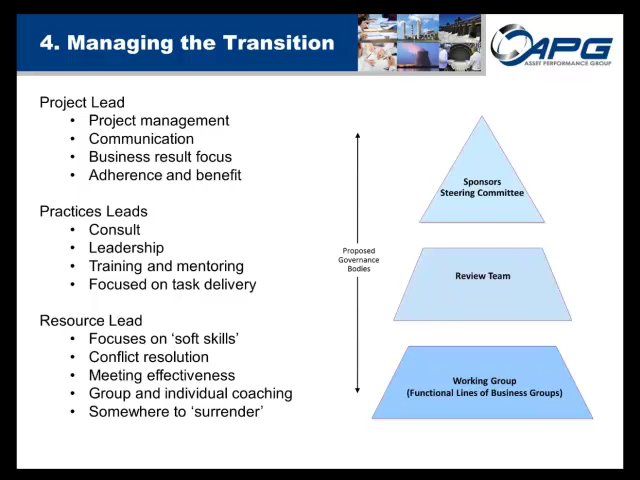 4. Managing the Transition
APG
ASSET PERFORMANCE GROUP
Project Lead
• Project management
• Communication
• Business result focus
• Adherence and benefit
Practices Leads
• Consult
• Leadership
• Training and mentoring
• Focused on task delivery
Resource Lead
• Focuses on ‘soft skills’
• Conflict resolution
• Meeting effectiveness
• Group and individual coaching
• Somewhere to ‘surrender’
Proposed
Governance
Bodies
Sponsors
Steering Committee
Review Team
Working Group
(Functional Lines of Business Groups)